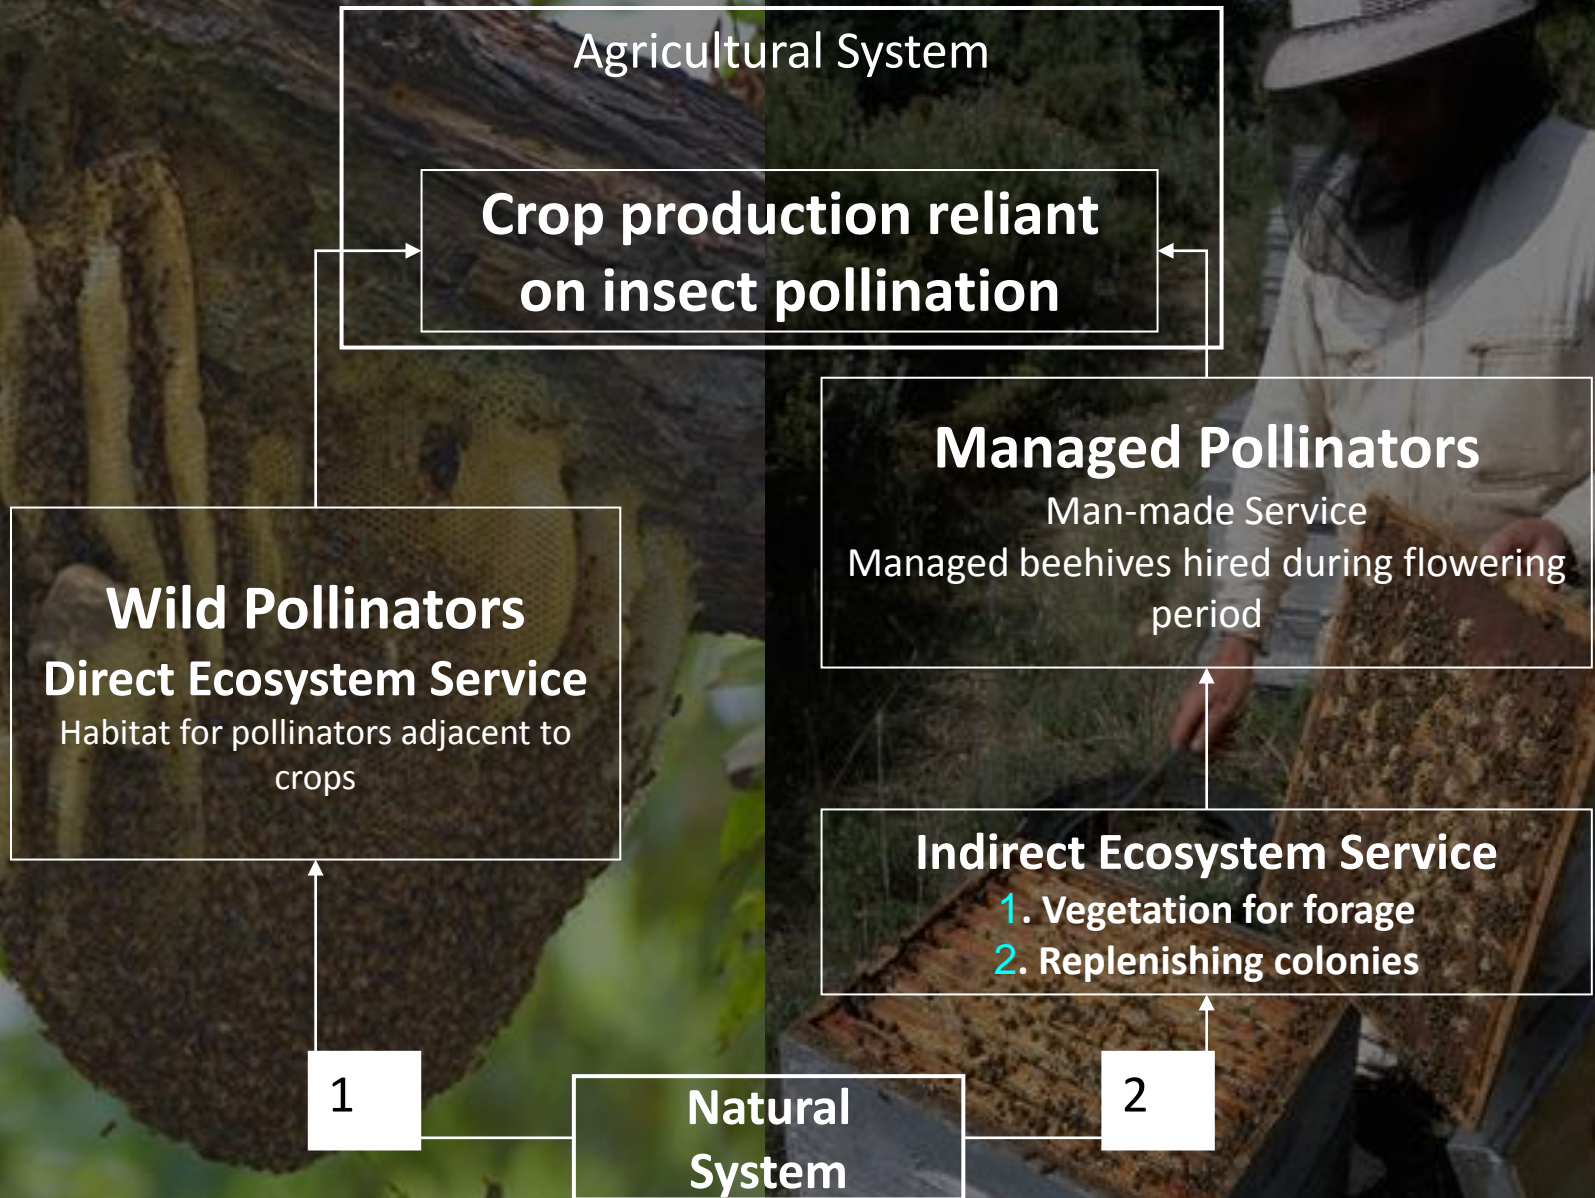 Agricultural System
Crop production reliant
on insect pollination
Managed Pollinators
Man-made Service
Managed beehives hired during flowering
period
Wild Pollinators
Direct Ecosystem Service
Habitat for pollinators adjacent to
crops
Indirect Ecosystem Service
1. Vegetation for forage
2. Replenishing colonies
1
2
Natural
System